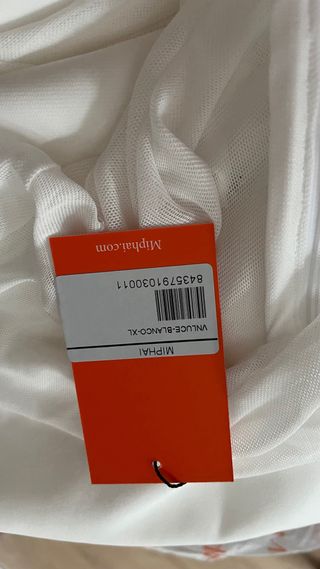 MIPHAI
VNLUCE-BLANCO-XL
8435791030011
Miphai.com